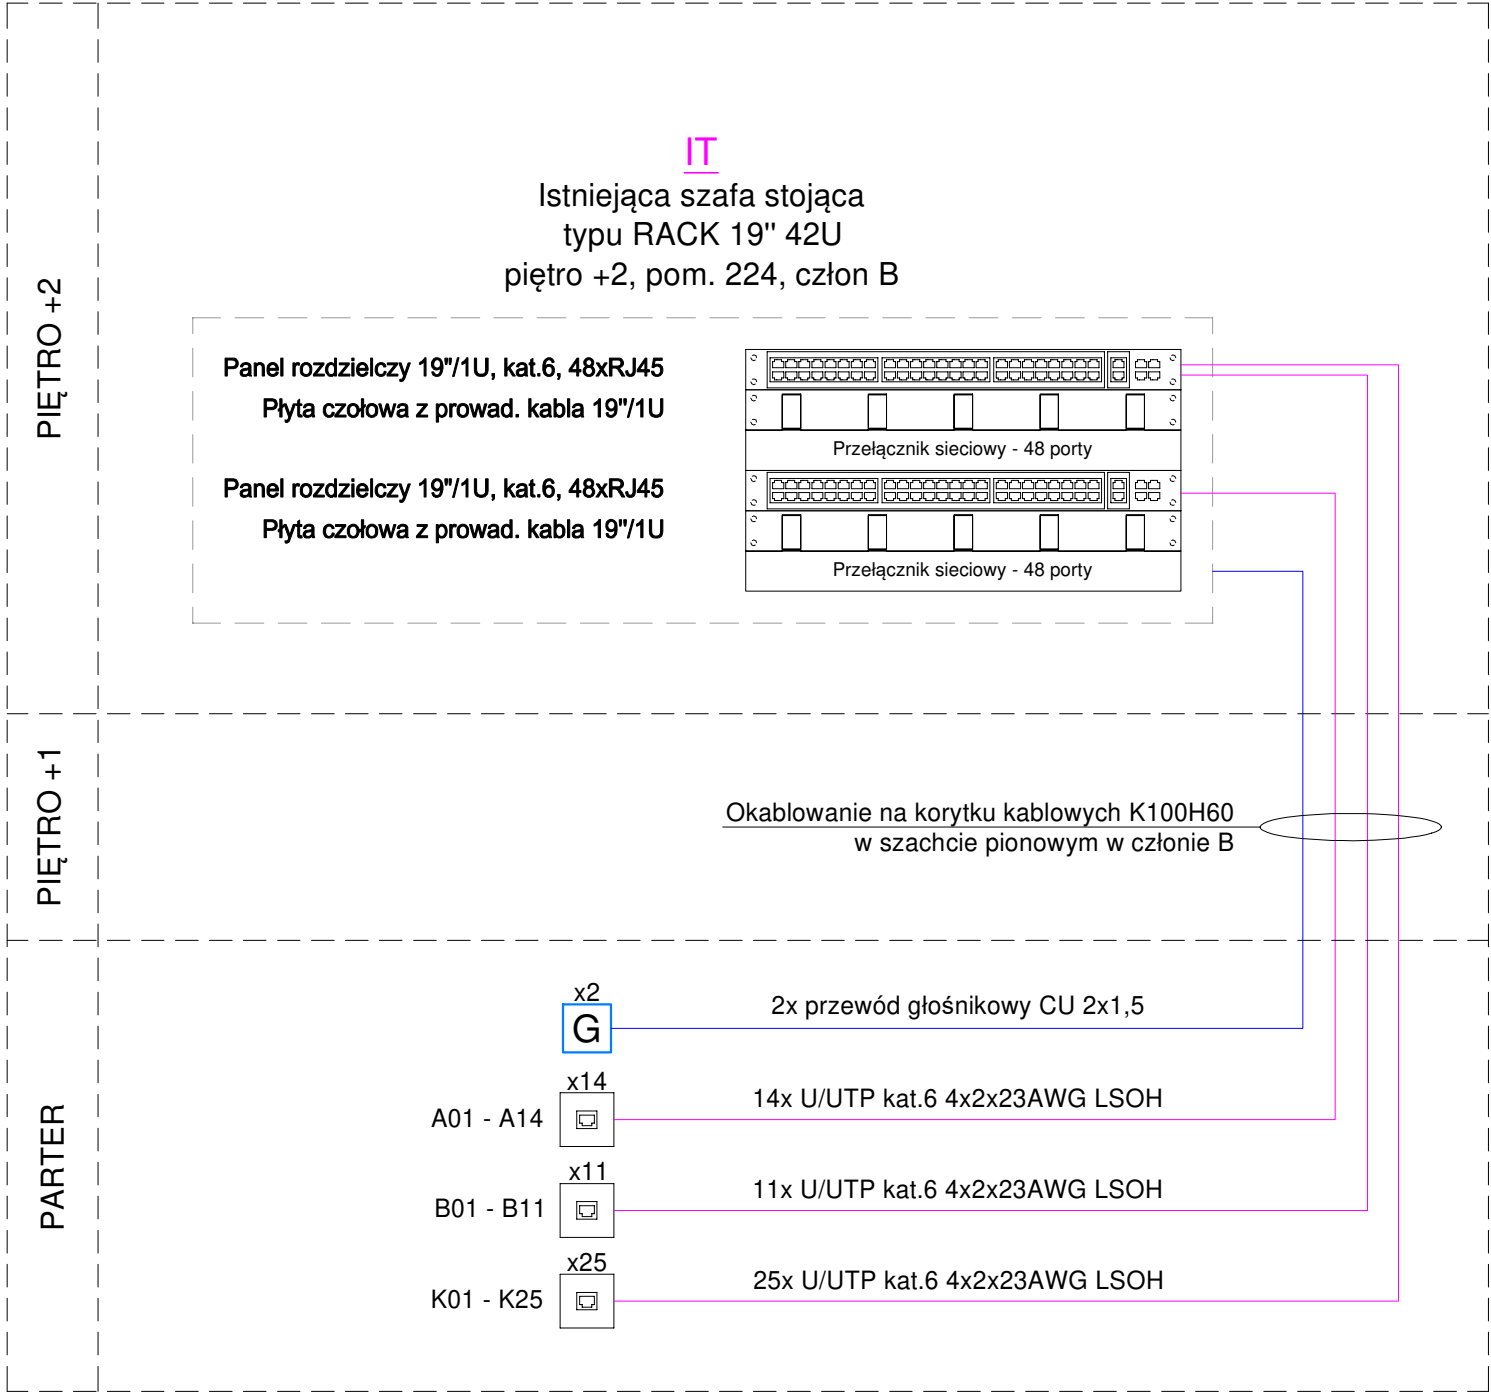 PIĘTRO +2
IT
Istniejąca szafa stojąca
typu RACK 19" 42U
piętro +2, pom. 224, człon B
Panel rozdzielczy 19"/1U, kat.6, 48xRJ45
Płyta czołowa z prowad. kabla 19"/1U
Przełącznik sieciowy - 48 porty
Panel rozdzielczy 19"/1U, kat.6, 48xRJ45
Płyta czołowa z prowad. kabla 19"/1U
Przełącznik sieciowy - 48 porty
PIĘTRO +1
Okablowanie na korytku kablowych K100H60
w szachcie pionowym w członie B
PARTER
x2
G
2x przewód głośnikowy CU 2x1,5
x14
A01 - A14
14x U/UTP kat.6 4x2x23AWG LSOH
x11
B01 - B11
11x U/UTP kat.6 4x2x23AWG LSOH
x25
K01 - K25
25x U/UTP kat.6 4x2x23AWG LSOH